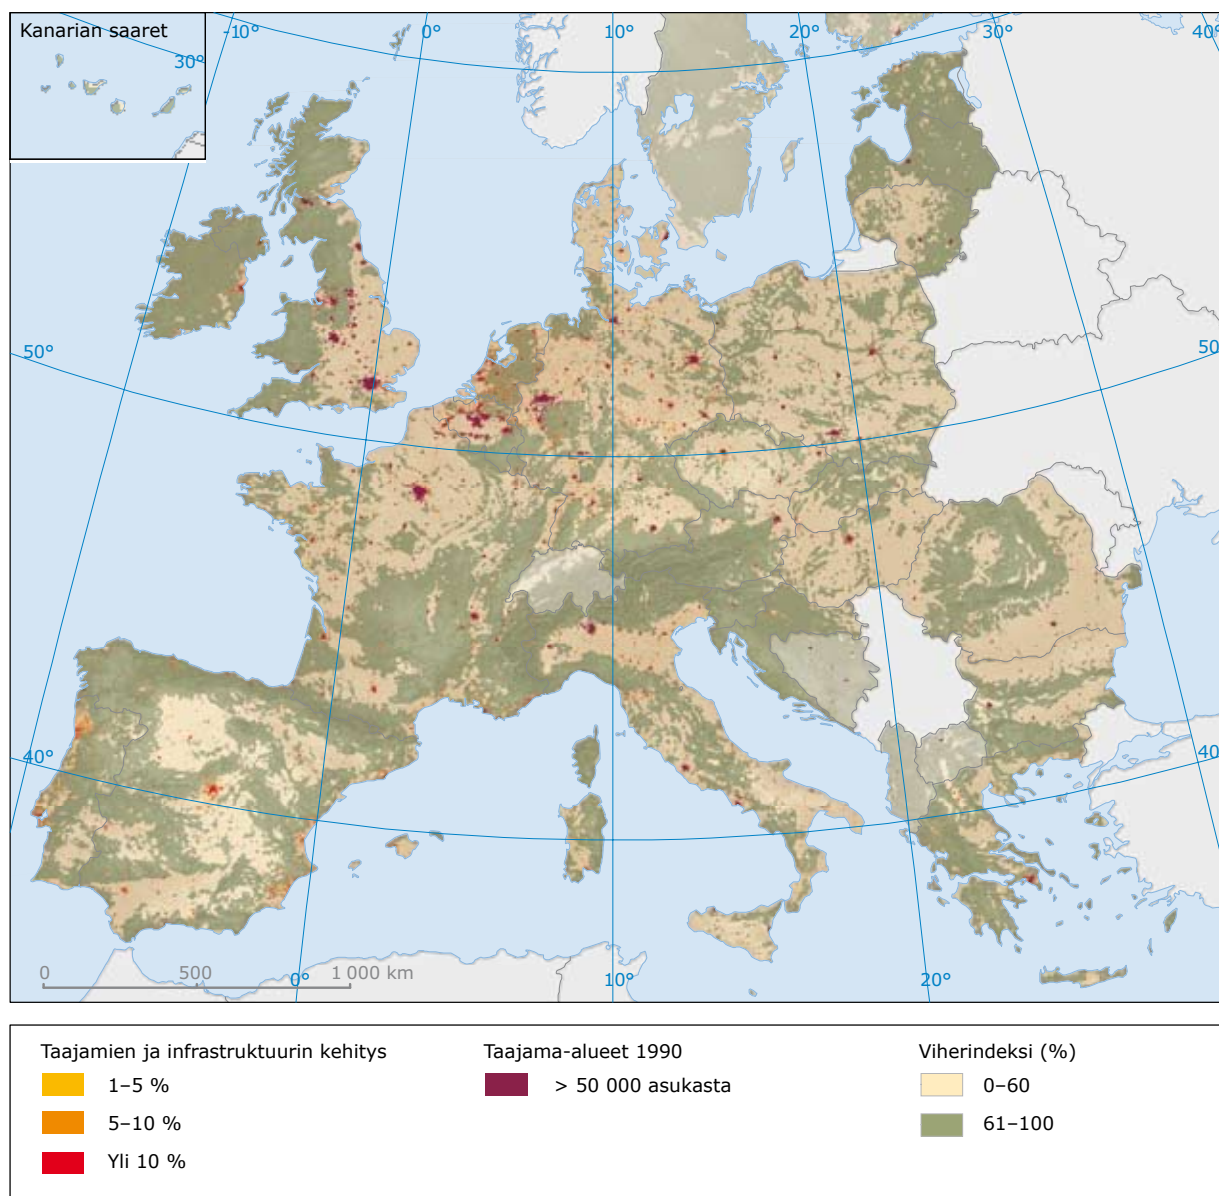 Kanarian saaret
30°
-10°
0°
10°
20°
30°
40°
50°
50°
40°
40°
0 500 1 000 km
0°
10°
20°
Taajamien ja infrastruktuurin kehitys
1–5 %
5–10 %
Yli 10 %
Taajama-alueet 1990
> 50 000 asukasta
Viherindeksi (%)
0–60
61–100